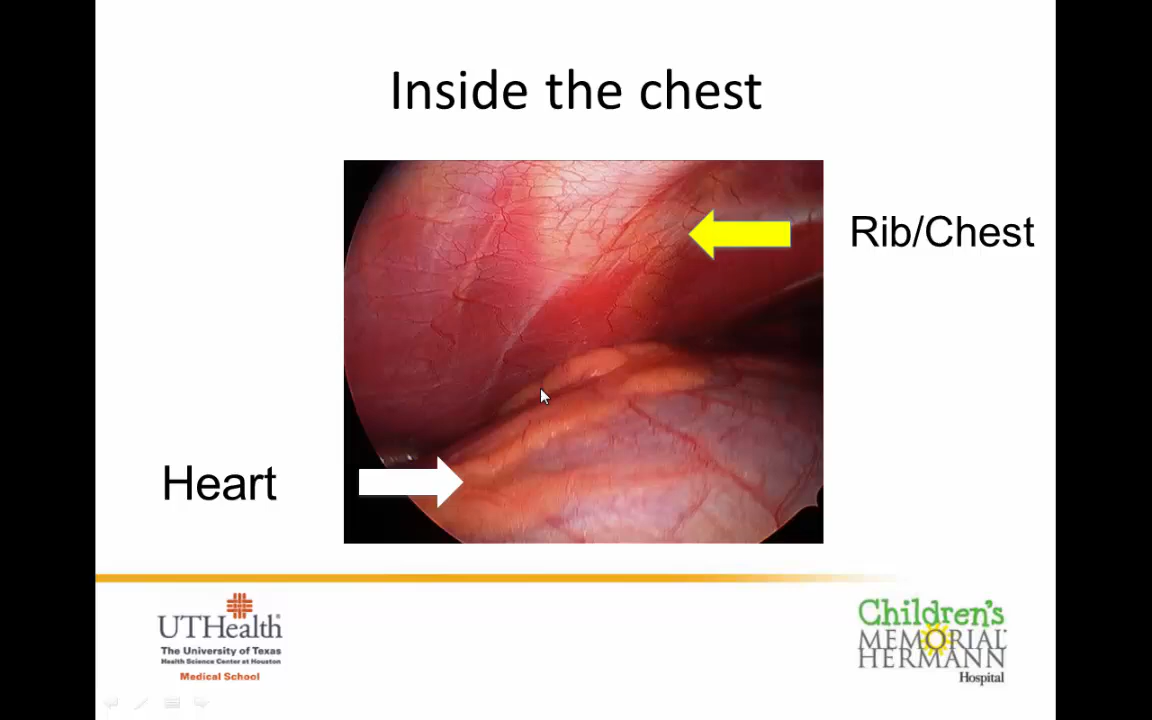 Inside the chest
Rib/Chest
Heart
UTHealth
The University of Texas
Health Science Center at Houston
Medical School
Children's
MEMORIAL
HERMANN
Hospital